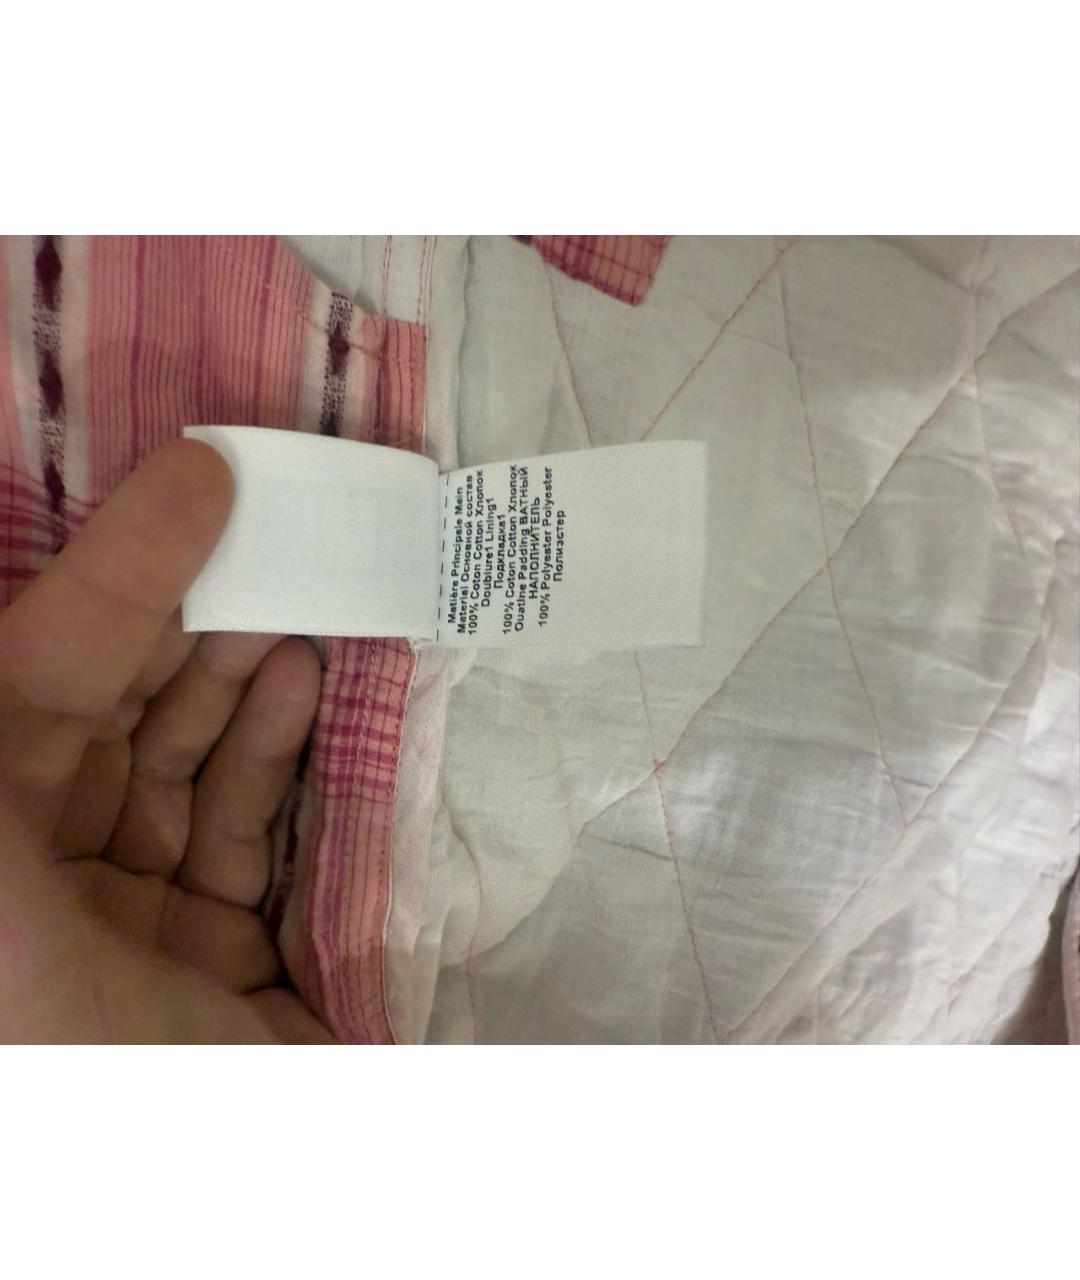 Matière Principale Main
Material Основной состав
100% Coton Cotton Хлопок
Doublure1 Lining1
Подкладка1
100% Coton Cotton Хлопок
Ouatine Padding ВАТНЫЙ
НАПОЛНИТЕЛЬ
100% Polyester Polyester
Полиэстер